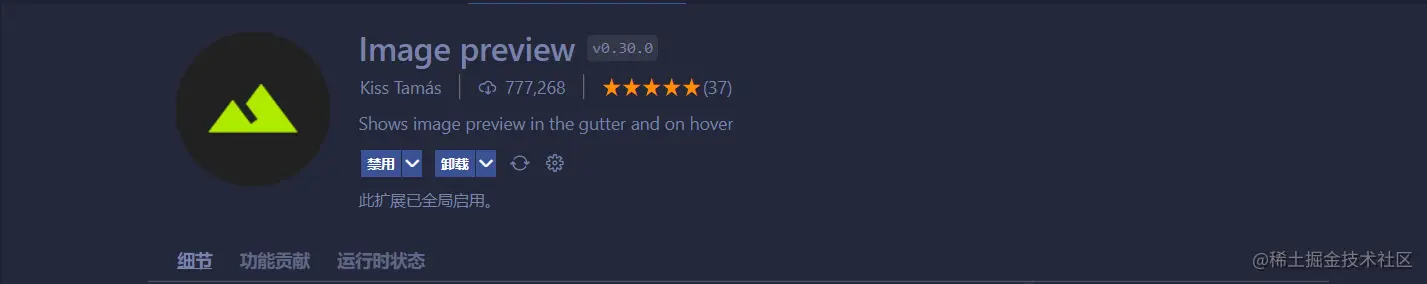 Image preview v0.30.0
Kiss Tamás 777,268 ★★★★★(37)
Shows image preview in the gutter and on hover
禁用 卸载
此扩展已全局启用。
细节 功能贡献 运行时状态
@稀土掘金技术社区